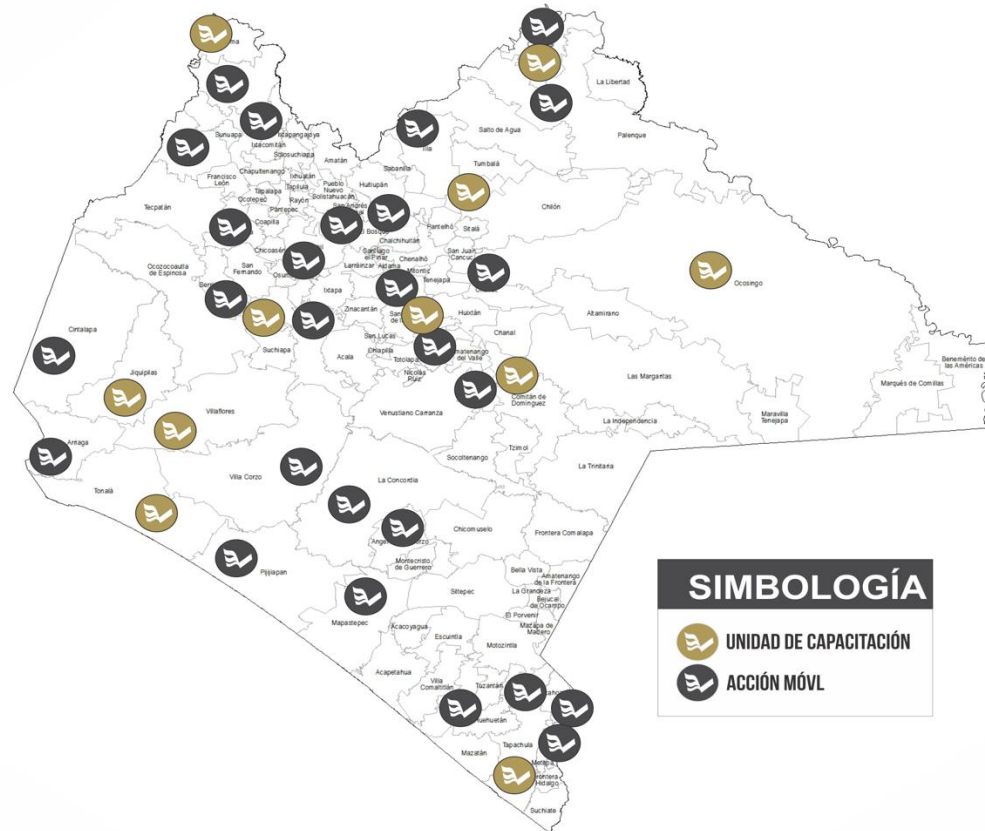 La Libertad
Salto de Agua
Palenque
Sunuapa
Ixtapangajoya
Ixtacomitán
Solosuchiapa
Amatán
Sabanilla
Tumbalá
Francisco
León
Chapultenango
Ixhuatán
Tapilula
Tapalapa
Ocotepec
Rayón
Pantepec
Pueblo
Nuevo
Huitiupán
Tecpatán
Coapilla
El Bosque
Pantelhó
Sitalá
Chilón
Chalchihuitán
Santiago
el Pinar
Chenalhó
San Juan
Cancuc
Ocozocoautla
de Espinosa
Chicoasén
San
Fernando
Larráinzar
Aldama
Mitontic
Tenejapa
Ocosingo
Ixtapa
Zinacantán
Huixtán
Altamirano
Cintalapa
Suchiapa
San Lucas
Chiapilla
Acala
Totolapa
Nicolás
Ruíz
Chanal
Amatenango
del Valle
Jiquipilas
Villaflores
Venustiano Carranza
Comitán de
Domínguez
Las Margaritas
Benemérito de
las Américas
Marqués de Comillas
Maravilla
Tenejapa
La Independencia
Arriaga
Tonalá
Villa Corzo
La Concordia
Socoltenango
Tzimol
La Trinitaria
Chicomuselo
Frontera Comalapa
Montecristo
de Guerrero
Pijijiapan
Mapastepec
Siltepec
Bella Vista
Amatenango
de la Frontera
La Grandeza
Bejucal
de Ocampo
El Porvenir
Mazapa de
Madero
Acacoyagua
Escuintla
Motozintla
Acapetahua
Villa
Comaltitlán
Tuzantán
Huehuetán
Mazatán
Tapachula
Metapa
Frontera
Hidalgo
Suchiate
SIMBOLOGÍA
UNIDAD DE CAPACITACIÓN
ACCIÓN MÓVL